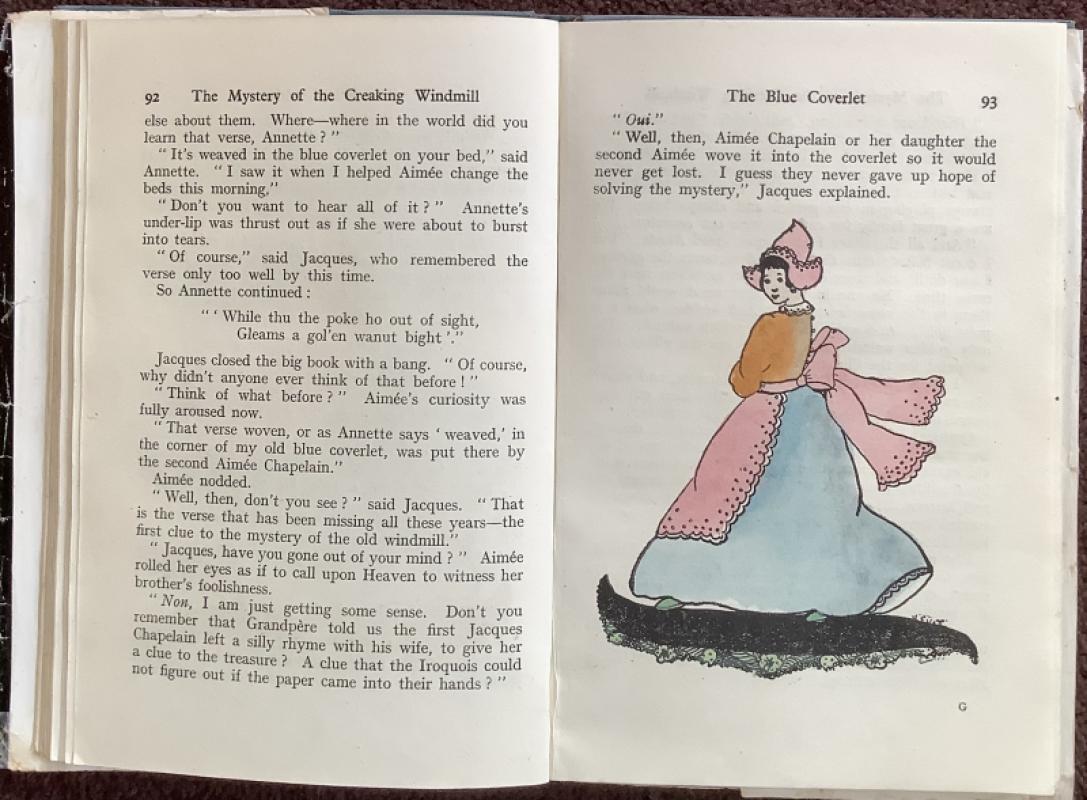 92 The Mystery of the Creaking Windmill
else about them. Where—where in the world did you
learn that verse, Annette ? "
" It's weaved in the blue coverlet on your bed," said
Annette. " I saw it when I helped Aimée change the
beds this morning."
" Don't you want to hear all of it ? " Annette's
under-lip was thrust out as if she were about to burst
into tears.
" Of course," said Jacques, who remembered the
verse only too well by this time.
So Annette continued :
" ' While thu the poke ho out of sight,
Gleams a gol'en wanut bight '."
Jacques closed the big book with a bang. " Of course,
why didn't anyone ever think of that before ! "
" Think of what before ? " Aimée's curiosity was
fully aroused now.
" That verse woven, or as Annette says ' weaved,' in
the corner of my old blue coverlet, was put there by
the second Aimée Chapelain."
Aimée nodded.
" Well, then, don't you see ? " said Jacques. " That
is the verse that has been missing all these years—the
first clue to the mystery of the old windmill."
" Jacques, have you gone out of your mind ? " Aimée
rolled her eyes as if to call upon Heaven to witness her
brother's foolishness.
" Non, I am just getting some sense. Don't you
remember that Grandpère told us the first Jacques
Chapelain left a silly rhyme with his wife, to give her
a clue to the treasure ? A clue that the Iroquois could
not figure out if the paper came into their hands ? "
The Blue Coverlet 93
" Oui."
" Well, then, Aimée Chapelain or her daughter the
second Aimée wove it into the coverlet so it would
never get lost. I guess they never gave up hope of
solving the mystery," Jacques explained.
G